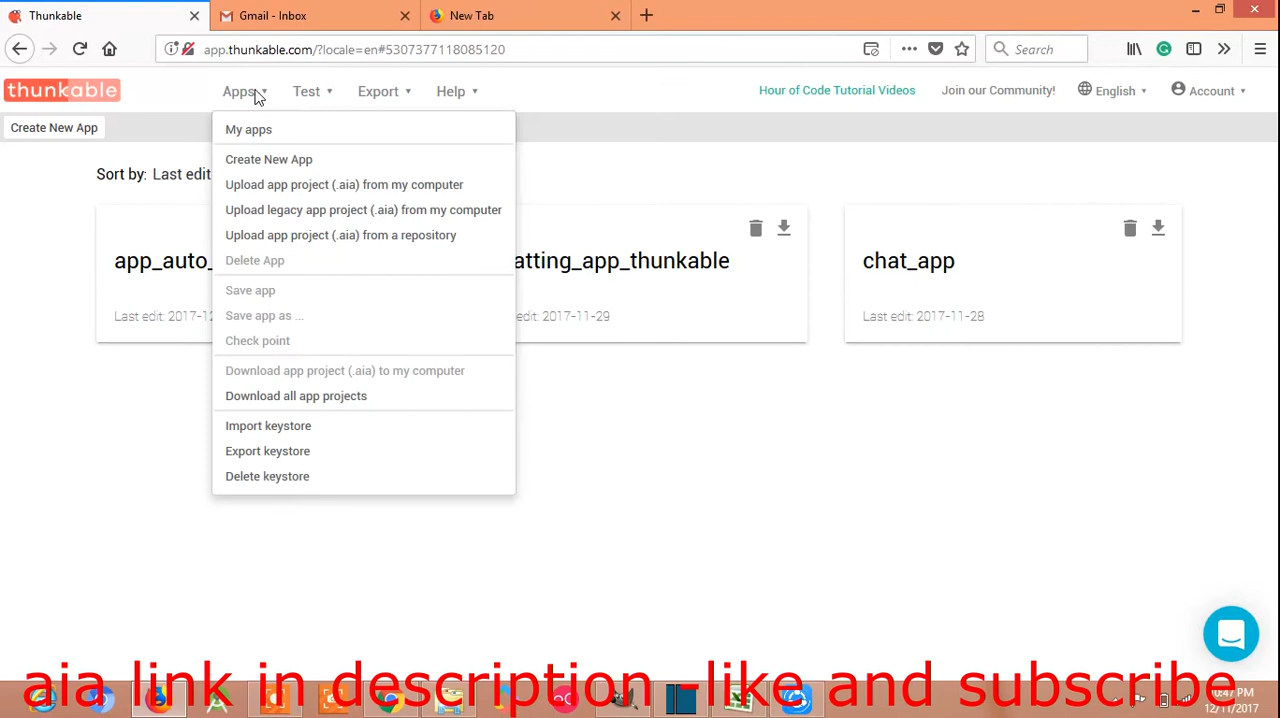 Thunkable
Gmail - Inbox
New Tab
app.thunkable.com/?locale=en#5307377118085120
Search
thunkable
Apps
Test
Export
Help
Hour of Code Tutorial Videos
Join our Community!
English
Account
Create New App
My apps
Create New App
Upload app project (.aia) from my computer
Upload legacy app project (.aia) from my computer
Upload app project (.aia) from a repository
Delete App
Save app
Save app as ...
Check point
Download app project (.aia) to my computer
Download all app projects
Import keystore
Export keystore
Delete keystore
Sort by: Last edit
app_auto_
Last edit: 2017-12
atting_app_thunkable
edit: 2017-11-29
chat_app
Last edit: 2017-11-28
aia link in description -like and subscribe
12/11/2017